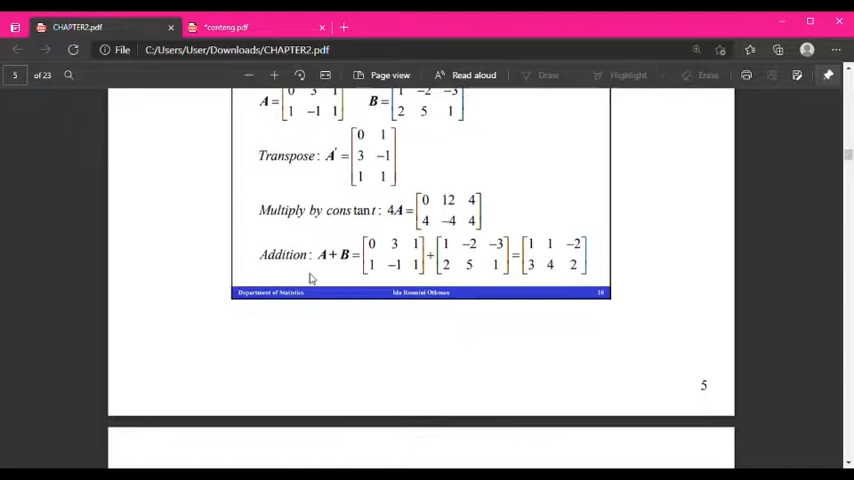 CHAPTER2.pdf
*conteng.pdf
File C:/Users/User/Downloads/CHAPTER2.pdf
5 of 23
Page view
Read aloud
Draw
Highlight
Erase
A = [0 3 1
1 −1 1]
B = [1 −2 −3
2 5 1]
Transpose: A' = [0 1
3 −1
1 1]
Multiply by constant: 4A = [0 12 4
4 −4 4]
Addition: A + B = [0 3 1
1 −1 1] + [1 −2 −3
2 5 1] = [1 1 −2
3 4 2]
Department of Statistics
Ida Rosmini Othman
10
5